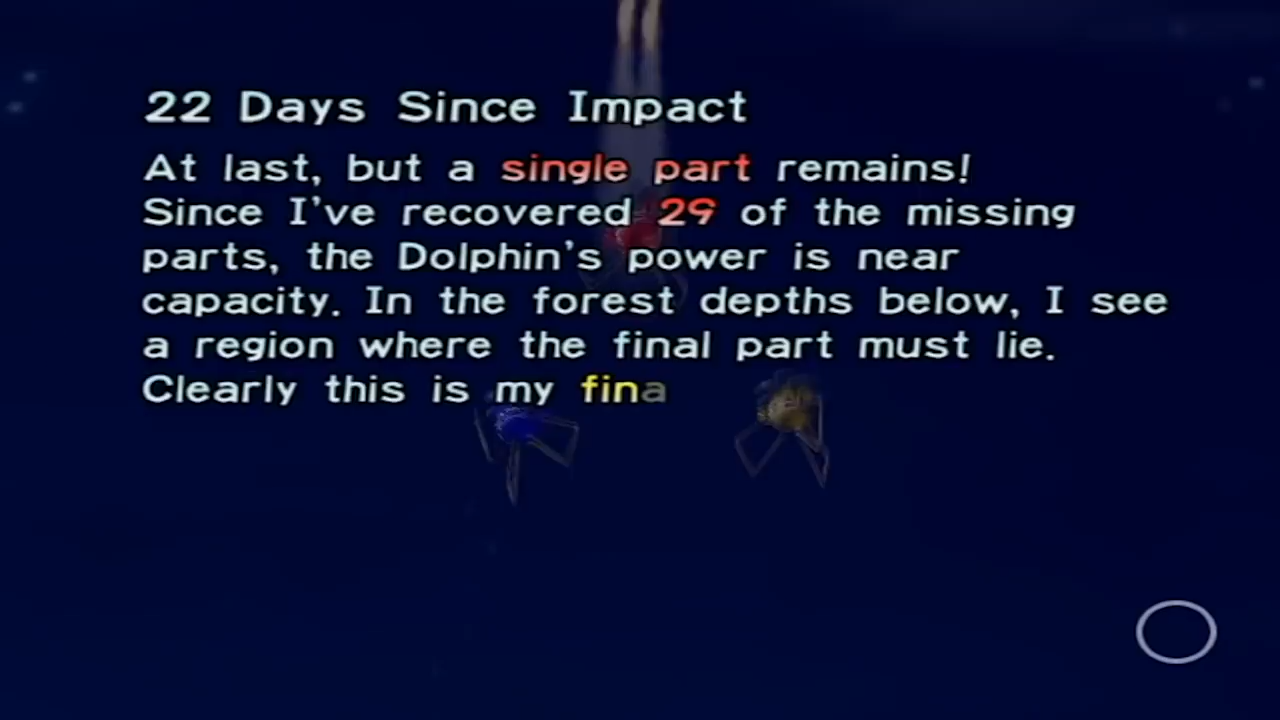 22 Days Since Impact
At last, but a single part remains!
Since I've recovered 29 of the missing
parts, the Dolphin's power is near
capacity. In the forest depths below, I see
a region where the final part must lie.
Clearly this is my fina